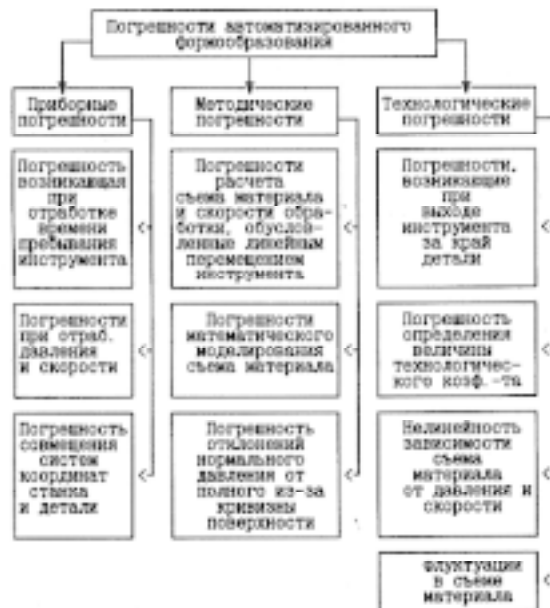 Погрешности автоматизированного
формообразования
Приборные
погрешности
Методические
погрешности
Технологические
погрешности
Погрешность
возникающая
при
отработке
времени
пребывания
инструмента
Погрешности
расчета
съема материала
и скорости обра-
ботки, обуслов-
ленные линейным
перемещением
инструмента
Погрешности,
возникающие
при
выходе
инструмента
за край
детали
Погрешности
при отраб.
давления
и скорости
Погрешности
математического
моделирования
съема материала
Погрешность
определения
величины
технологичес-
кого коэф.-та
Погрешность
совмещения
систем
координат
станка
и детали
Погрешность
отклонений
нормального
давления от
полного из-за
кривизны
поверхности
Нелинейность
зависимости
съема
материала
от давления и
скорости
Флуктуации
в съеме
материала